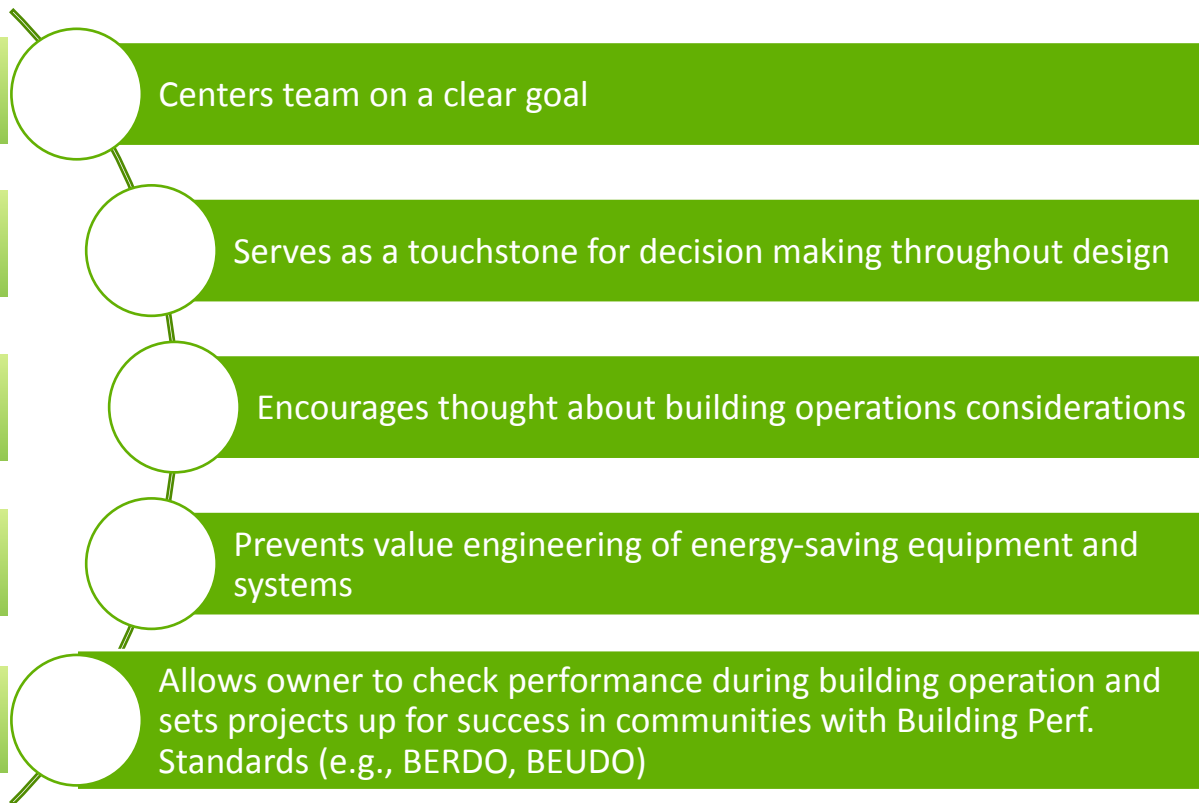 Centers team on a clear goal
Serves as a touchstone for decision making throughout design
Encourages thought about building operations considerations
Prevents value engineering of energy-saving equipment and
systems
Allows owner to check performance during building operation and
sets projects up for success in communities with Building Perf.
Standards (e.g., BERDO, BEUDO)